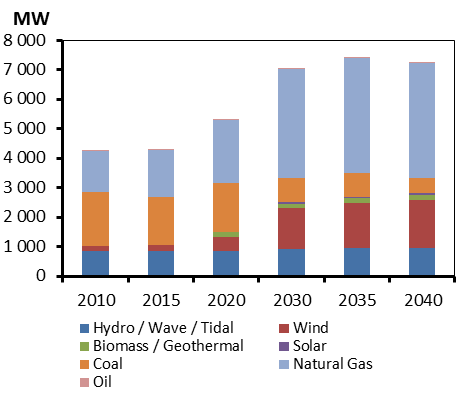 MW
8 000
7 000
6 000
5 000
4 000
3 000
2 000
1 000
0
2010 2015 2020 2030 2035 2040
Hydro / Wave / Tidal Wind
Biomass / Geothermal Solar
Coal Natural Gas
Oil